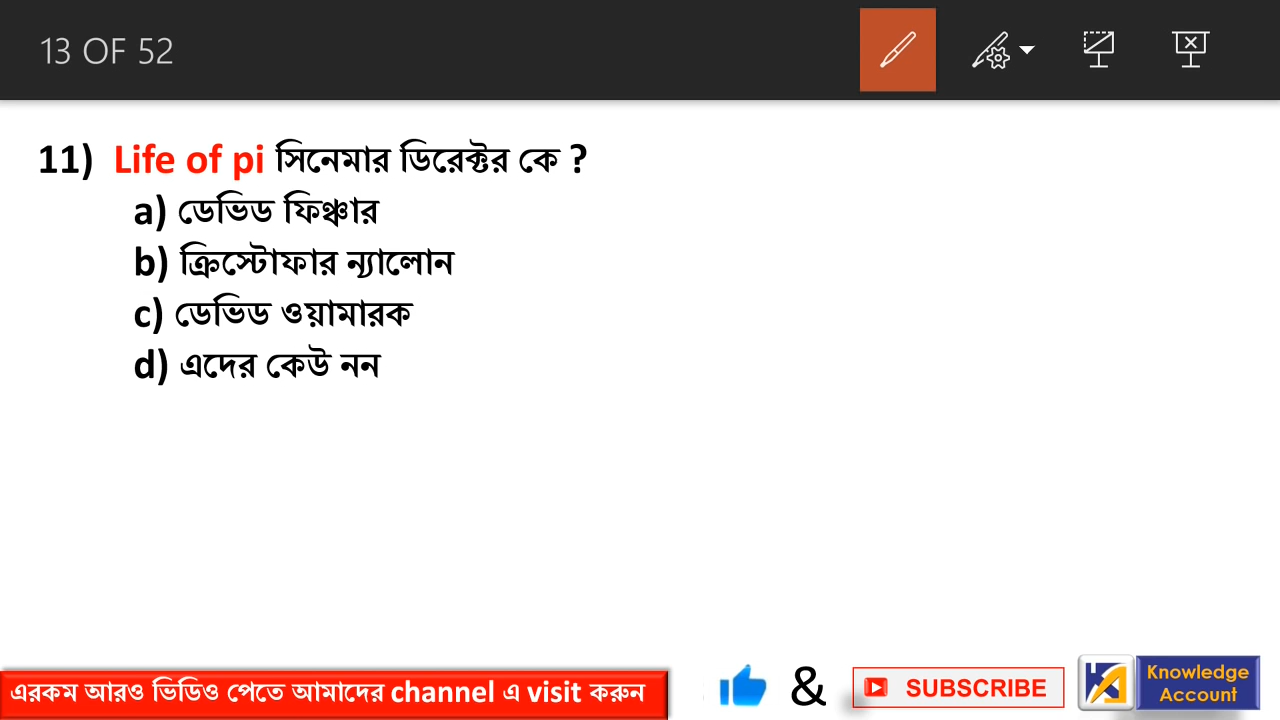 13 OF 52
11) Life of pi সিনেমার ডিরেক্টর কে ?
a) ডেভিড ফিঞ্চার
b) ক্রিস্টোফার ন্যালোন
c) ডেভিড ওয়ামারক
d) এদের কেউ নন
এরকম আরও ভিডিও পেতে আমাদের channel এ visit করুন
& SUBSCRIBE
Knowledge
Account